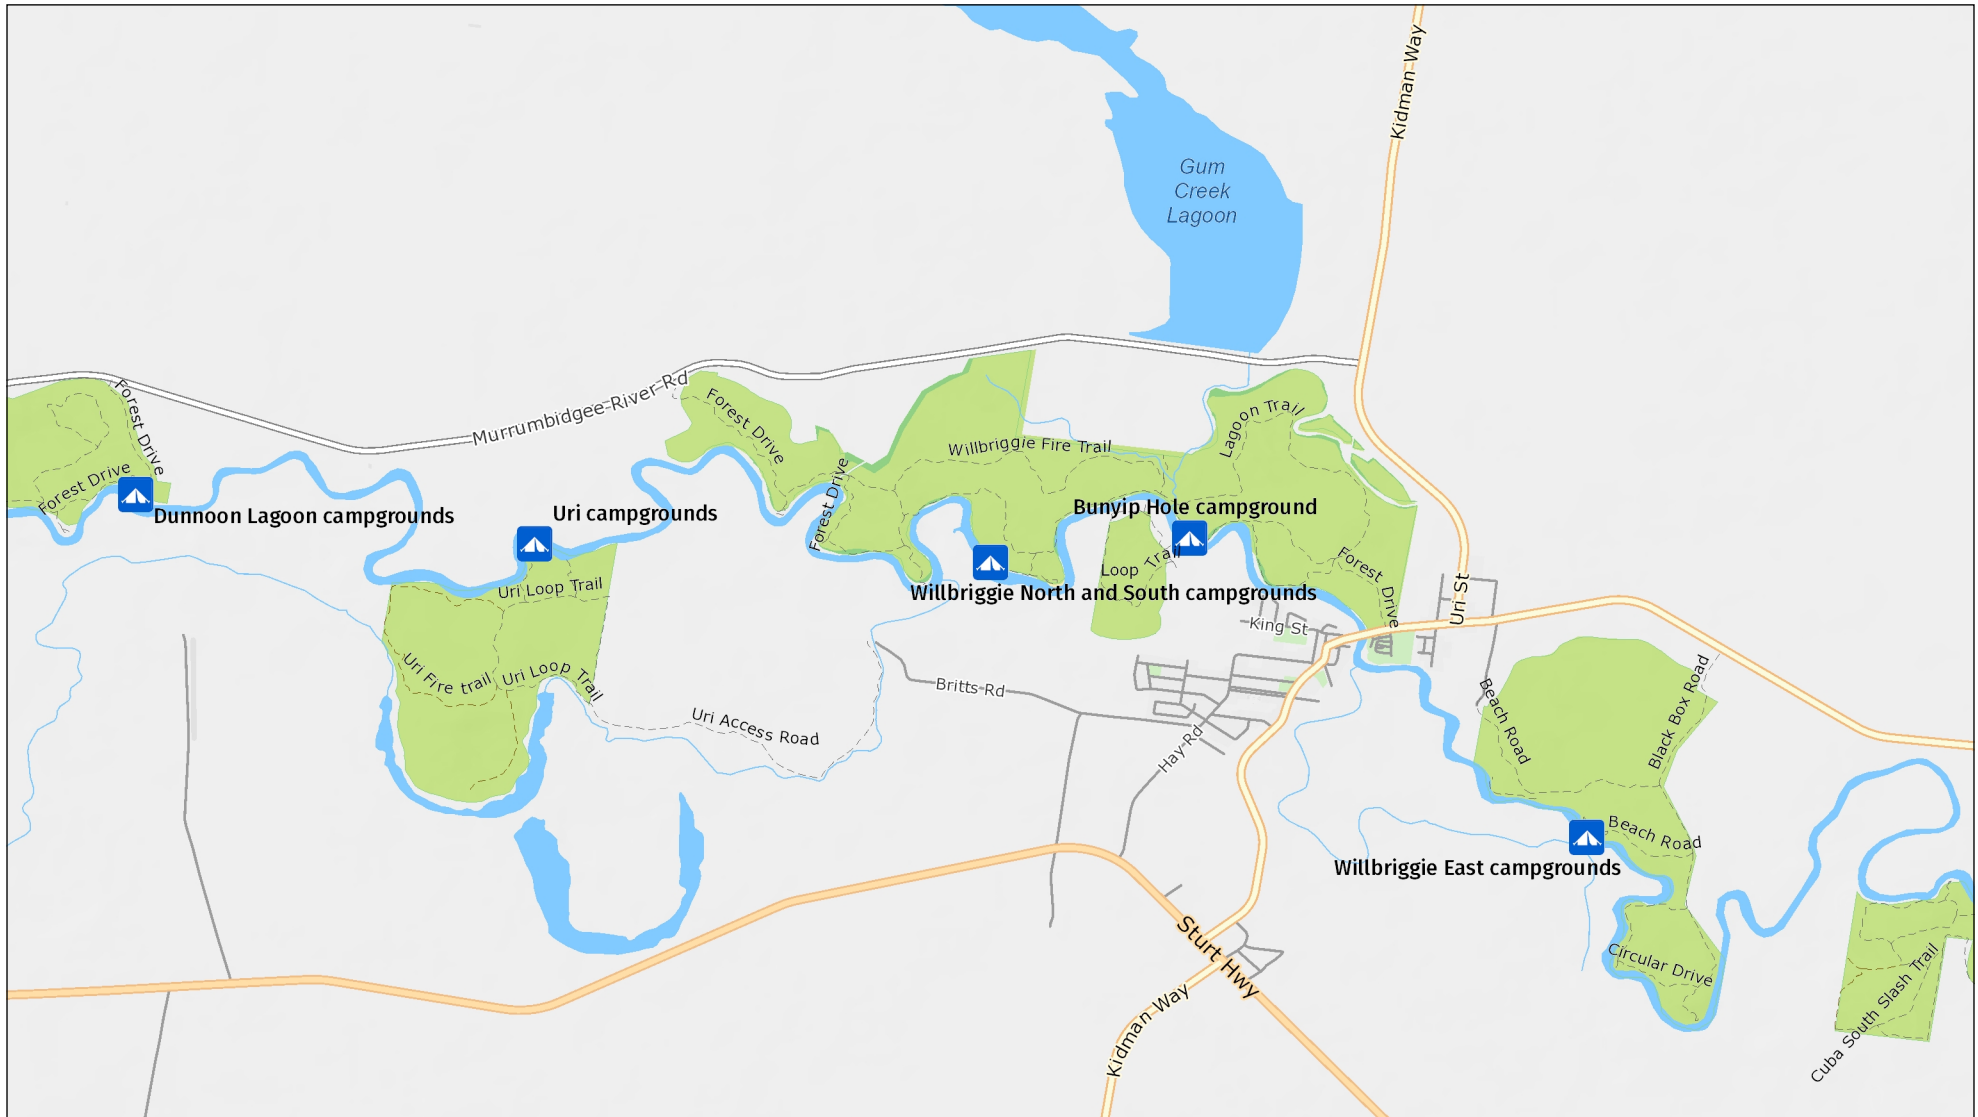 Kidman Way
Gum
Creek
Lagoon
Murrumbidgee River Rd
Forest Drive
Forest Drive
Dunnoon Lagoon campgrounds
Uri campgrounds
Forest Drive
Forest Drive
Willbriggie Fire Trail
Lagoon Trail
Bunyip Hole campground
Loop Trail
Willbriggie North and South campgrounds
Forest Drive
Uri St
King St
Uri Loop Trail
Uri Fire trail
Uri Loop Trail
Uri Access Road
Britts Rd
Hay Rd
Beach Road
Black Box Road
Beach Road
Willbriggie East campgrounds
Sturt Hwy
Kidman Way
Circular Drive
Cuba South Slash Trail